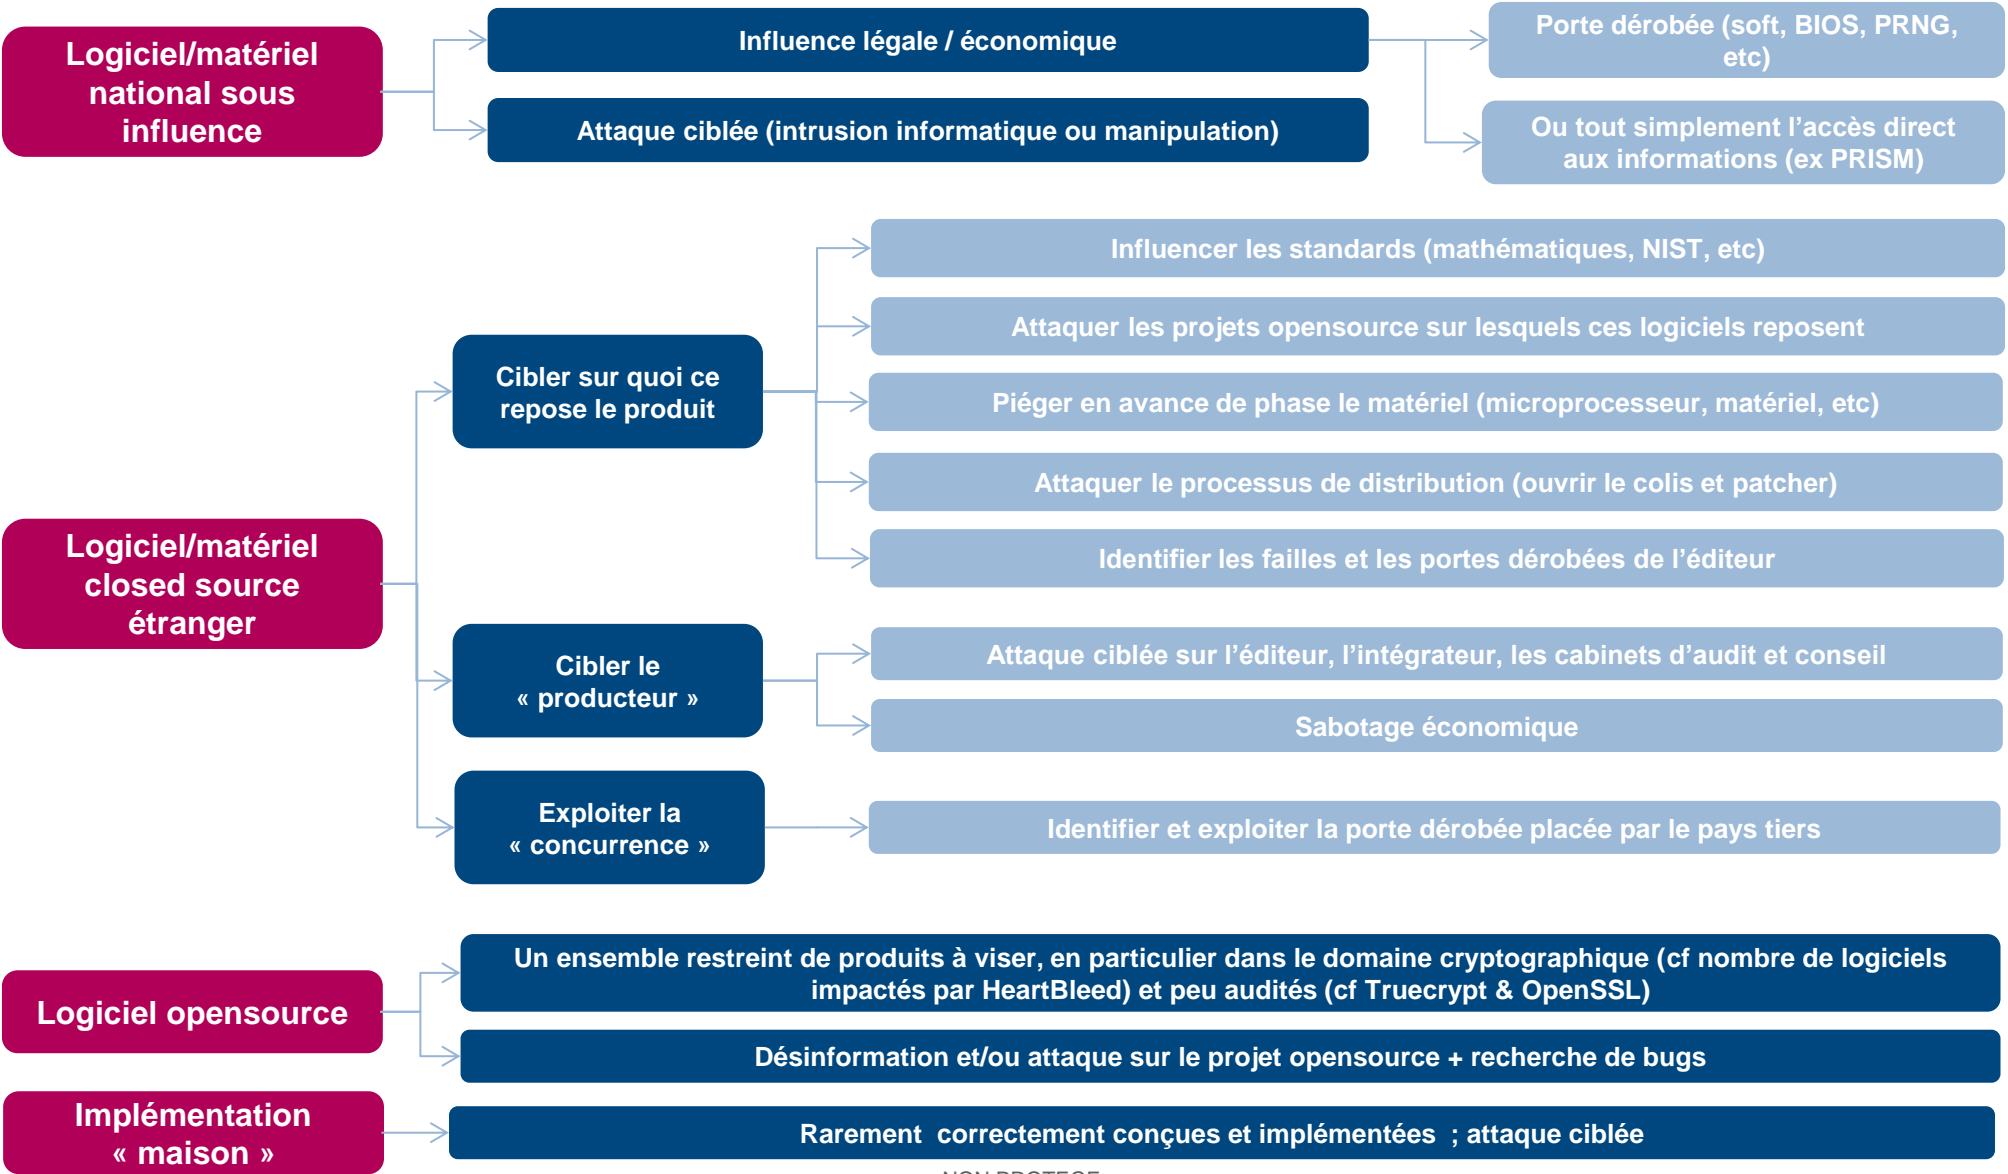 Logiciel/matériel
national sous
influence
Influence légale / économique
Attaque ciblée (intrusion informatique ou manipulation)
Porte dérobée (soft, BIOS, PRNG,
etc)
Ou tout simplement l’accès direct
aux informations (ex PRISM)
Logiciel/matériel
closed source
étranger
Cibler sur quoi ce
repose le produit
Influencer les standards (mathématiques, NIST, etc)
Attaquer les projets opensource sur lesquels ces logiciels reposent
Piéger en avance de phase le matériel (microprocesseur, matériel, etc)
Attaquer le processus de distribution (ouvrir le colis et patcher)
Identifier les failles et les portes dérobées de l’éditeur
Cibler le
« producteur »
Attaque ciblée sur l’éditeur, l’intégrateur, les cabinets d’audit et conseil
Sabotage économique
Exploiter la
« concurrence »
Identifier et exploiter la porte dérobée placée par le pays tiers
Logiciel opensource
Un ensemble restreint de produits à viser, en particulier dans le domaine cryptographique (cf nombre de logiciels
impactés par HeartBleed) et peu audités (cf Truecrypt & OpenSSL)
Désinformation et/ou attaque sur le projet opensource + recherche de bugs
Implémentation
« maison »
Rarement correctement conçues et implémentées ; attaque ciblée
NON PROTEGE